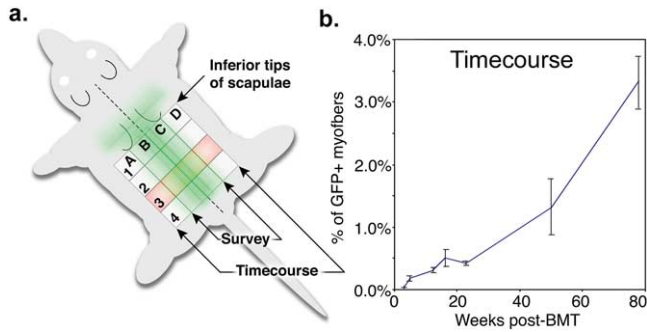 a.
Inferior tips
of scapulae
A
B
C
D
1
2
3
4
Survey
Timecourse
b.
Timecourse
% of GFP+ myofbers
4.0%
3.0%
2.0%
1.0%
0.0%
0 20 40 60 80
Weeks post-BMT